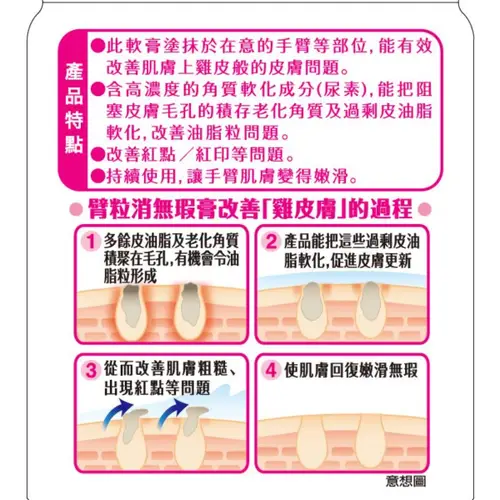 產品特點
●此軟膏塗抹於在意的手臂等部位,能有效
改善肌膚上雞皮般的皮膚問題。
●含高濃度的角質軟化成分(尿素),能把阻
塞皮膚毛孔的積存老化角質及過剩皮油脂
軟化,改善油脂粒問題。
●改善紅點／紅印等問題。
●持續使用,讓手臂肌膚變得嫩滑。
●臂粒消無瑕膏改善「雞皮膚」的過程●
1 多餘皮油脂及老化角質
積聚在毛孔,有機會令油
脂粒形成
2 產品能把這些過剩皮油
脂軟化,促進皮膚更新
3 從而改善肌膚粗糙、
出現紅點等問題
4 使肌膚回復嫩滑無瑕
意想圖